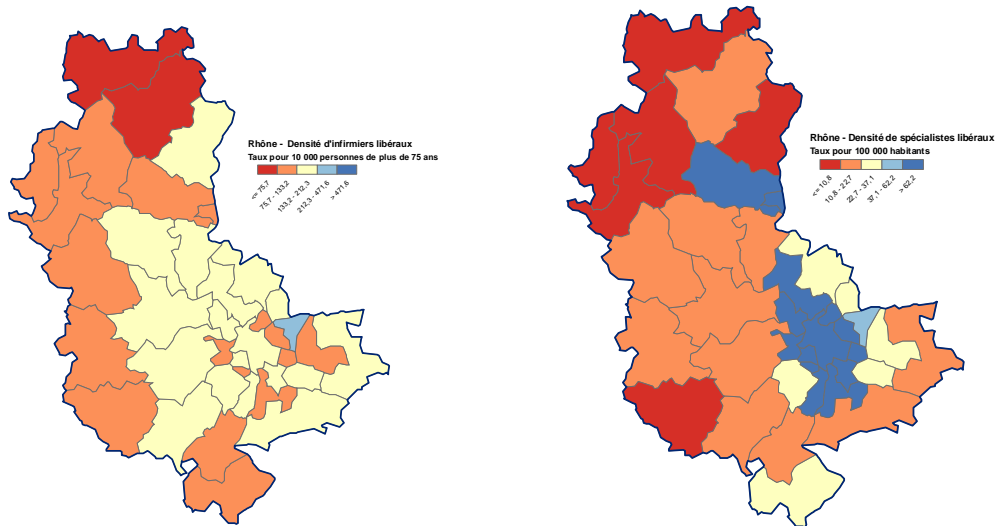 Rhône - Densité d'infirmiers libéraux
Taux pour 10 000 personnes de plus de 75 ans
<= 75,7
75,7 - 133,2
133,2 - 212,3
212,3 - 471,6
> 471,6
Rhône - Densité de spécialistes libéraux
Taux pour 100 000 habitants
<= 10,8
10,8 - 22,7
22,7 - 37,1
37,1 - 62,2
> 62,2